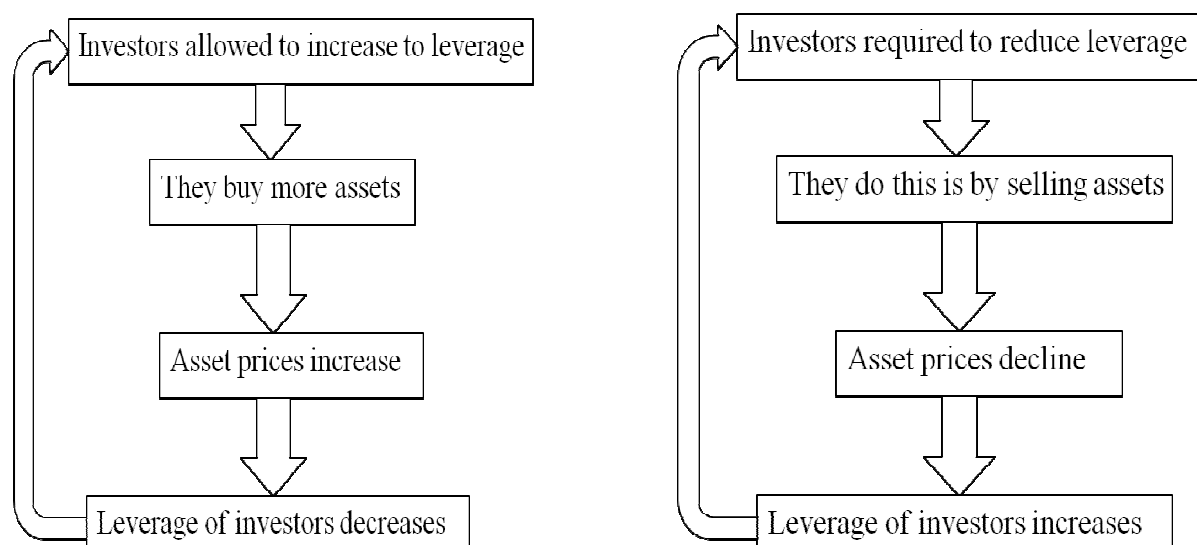 Investors allowed to increase to leverage
They buy more assets
Asset prices increase
Leverage of investors decreases
Investors required to reduce leverage
They do this is by selling assets
Asset prices decline
Leverage of investors increases